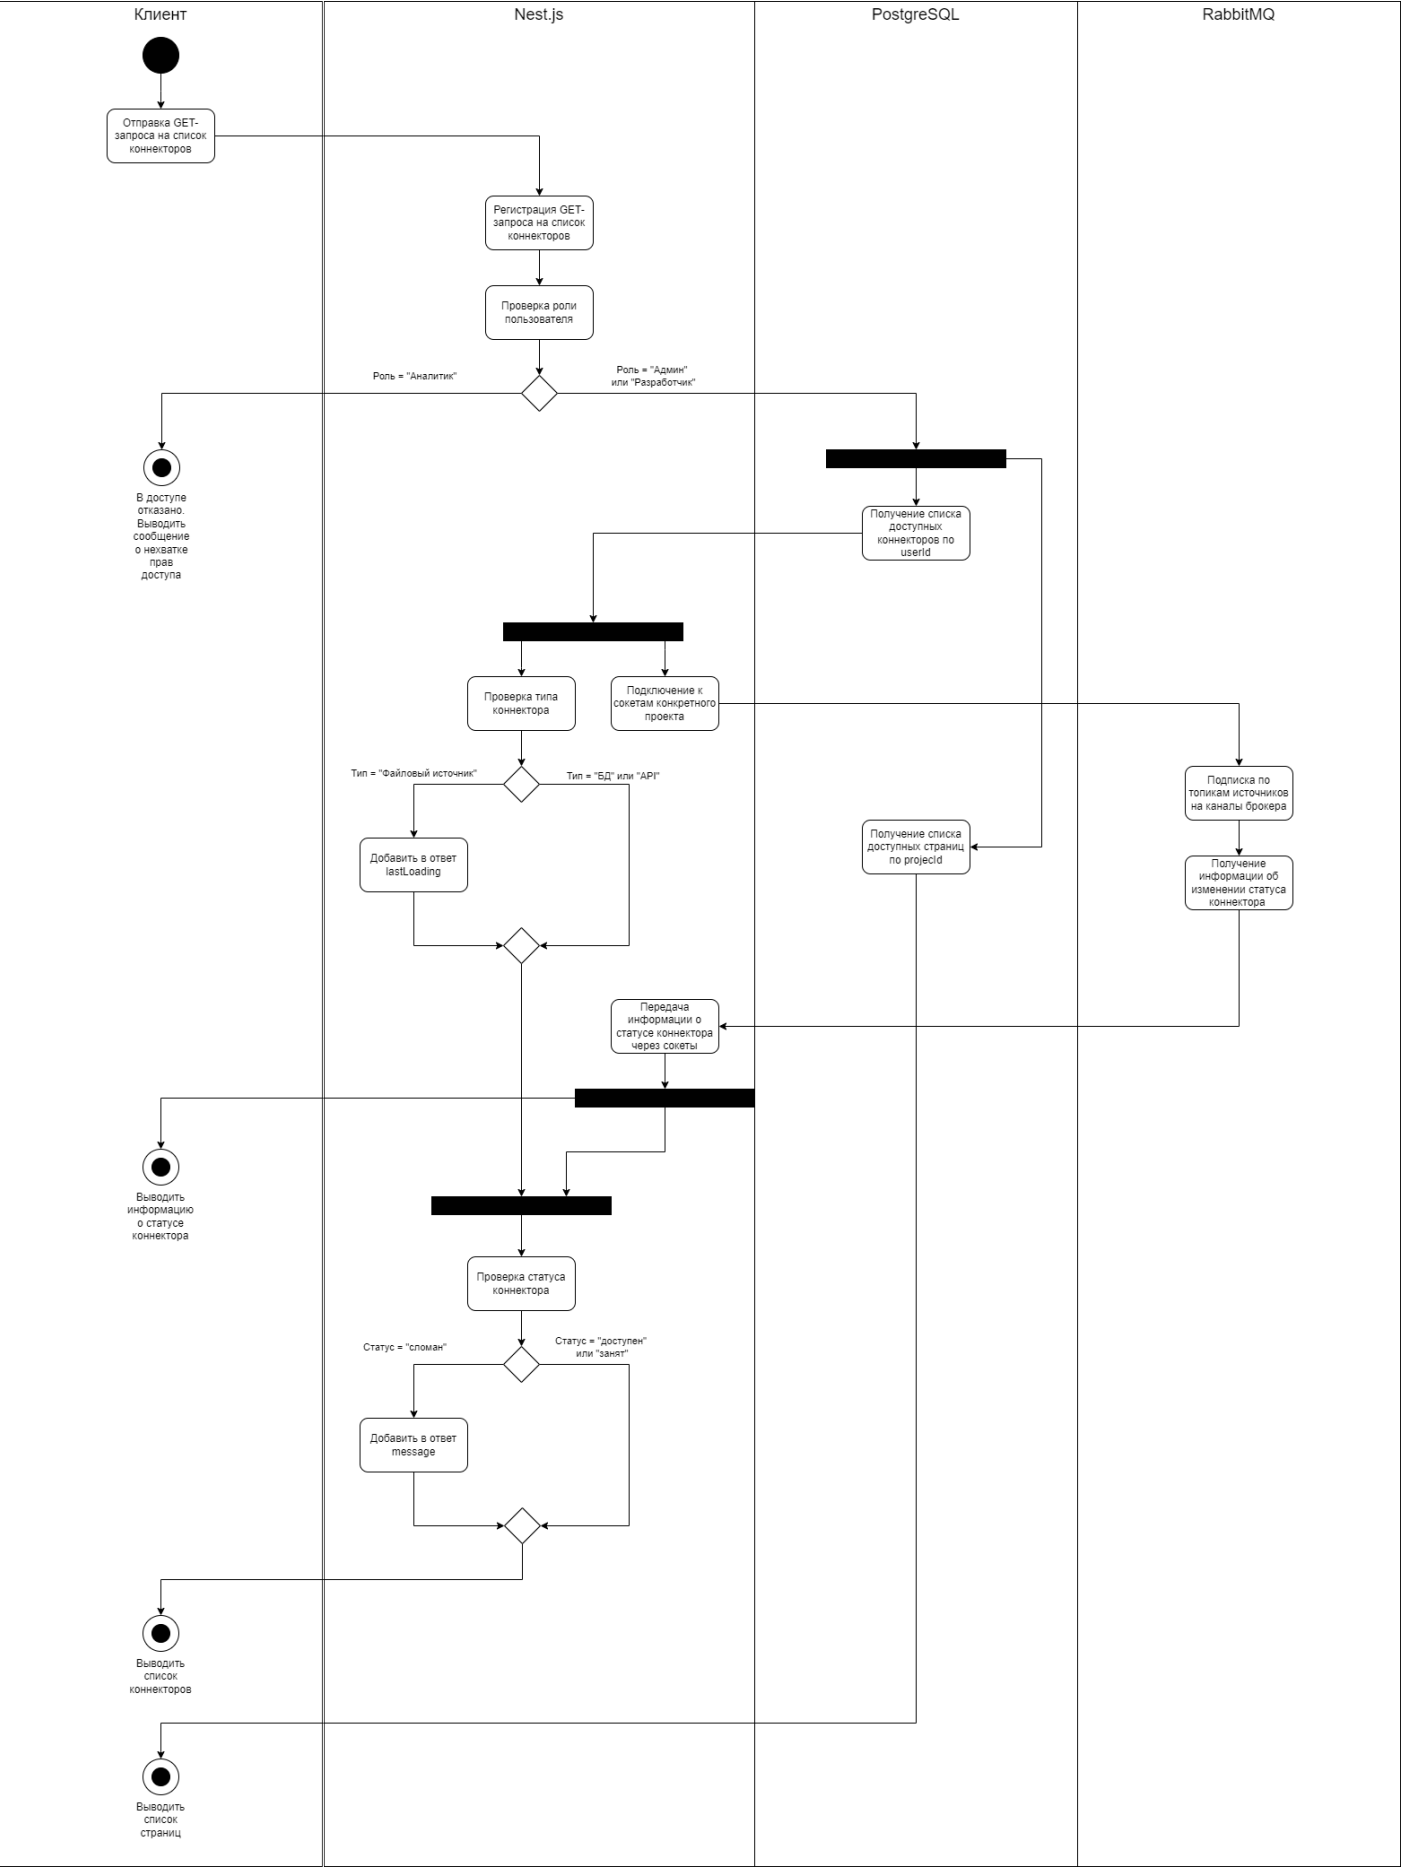 Клиент
Nest.js
PostgreSQL
RabbitMQ
Отправка GET-
запроса на список
коннекторов
Регистрация GET-
запроса на список
коннекторов
Проверка роли
пользователя
Роль = "Аналитик"
Роль = "Админ"
или "Разработчик"
В доступе
отказано.
Выводить
сообщение
о нехватке
прав
доступа
Получение списка
доступных
коннекторов по
userId
Проверка типа
коннектора
Подключение к
сокетам конкретного
проекта
Тип = "Файловый источник"
Тип = "БД" или "API"
Подписка по
топикам источников
на каналы брокера
Добавить в ответ
lastLoading
Получение списка
доступных страниц
по projecId
Получение
информации об
изменении статуса
коннектора
Передача
информации о
статусе коннектора
через сокеты
Выводить
информацию
о статусе
коннектора
Проверка статуса
коннектора
Статус = "сломан"
Статус = "доступен"
или "занят"
Добавить в ответ
message
Выводить
список
коннекторов
Выводить
список
страниц